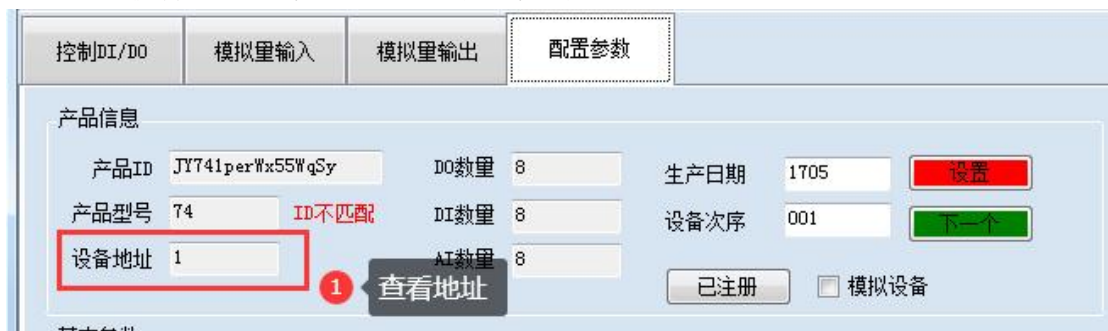 控制DI/DO 模拟量输入 模拟量输出 配置参数
产品信息
产品ID JY741perWx55WqSy DO数量 8 生产日期 1705 设置
产品型号 74 ID不匹配 DI数量 8 设备次序 001 下一个
设备地址 1 AI数量 8
1 查看地址 已注册 模拟设备